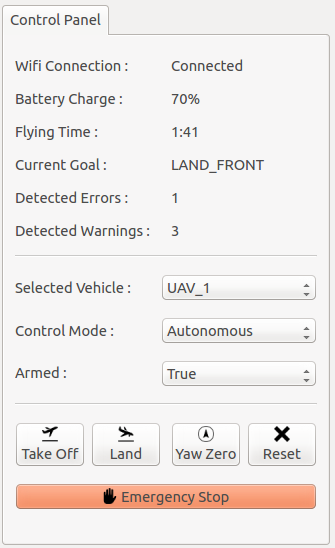 Control Panel
Wifi Connection : Connected
Battery Charge : 70%
Flying Time : 1:41
Current Goal : LAND_FRONT
Detected Errors : 1
Detected Warnings : 3
Selected Vehicle : UAV_1
Control Mode : Autonomous
Armed : True
Take Off Land Yaw Zero Reset
Emergency Stop